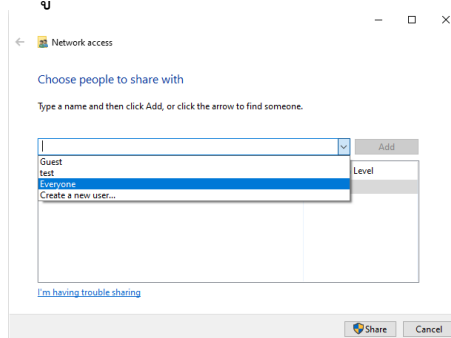 Network access
Choose people to share with
Type a name and then click Add, or click the arrow to find someone.
Add
Guest
test
Everyone
Create a new user...
Level
I'm having trouble sharing
Share
Cancel